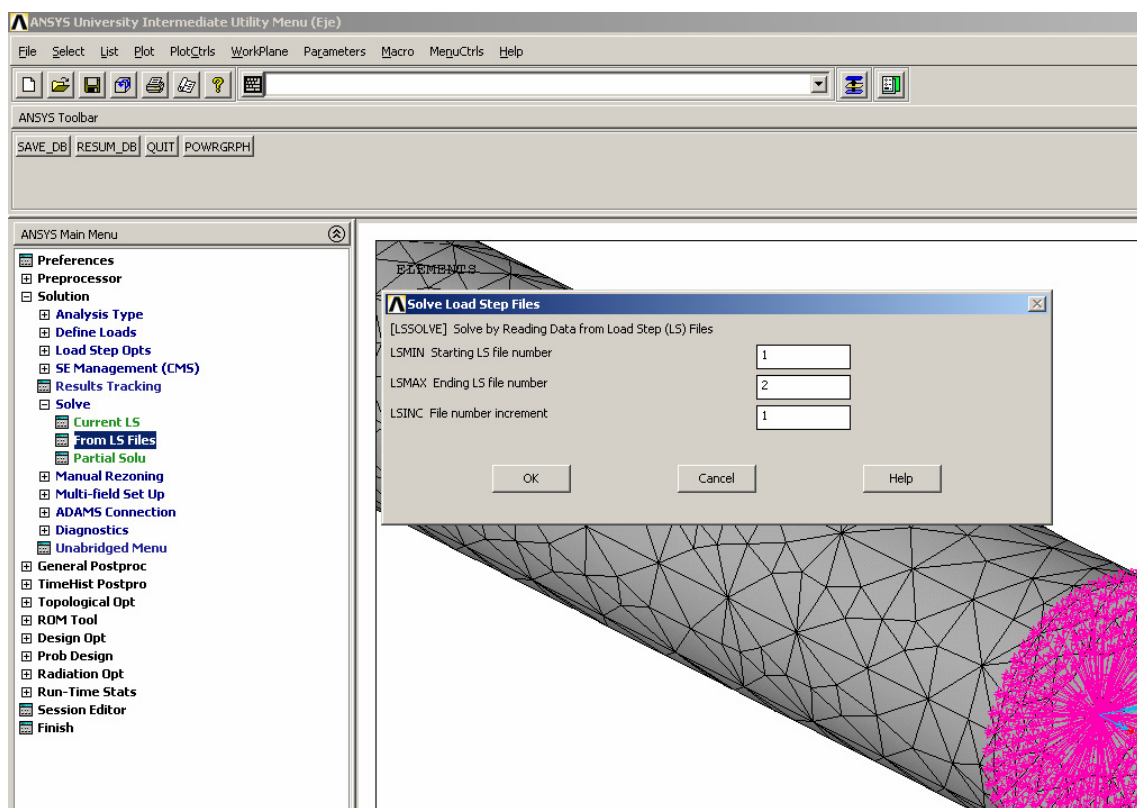 ANSYS University Intermediate Utility Menu (Eje)
File Select List Plot PlotCtrls WorkPlane Parameters Macro MenuCtrls Help
ANSYS Toolbar
SAVE_DB RESUM_DB QUIT POWRGRPH
ANSYS Main Menu
Preferences
Preprocessor
Solution
Analysis Type
Define Loads
Load Step Opts
SE Management (CMS)
Results Tracking
Solve
Current LS
From LS Files
Partial Solu
Manual Rezoning
Multi-field Set Up
ADAMS Connection
Diagnostics
Unabridged Menu
General Postproc
TimeHist Postpro
Topological Opt
ROM Tool
Design Opt
Prob Design
Radiation Opt
Run-Time Stats
Session Editor
Finish
ELEMENTS
Solve Load Step Files
[LSSOLVE] Solve by Reading Data from Load Step (LS) Files
LSMIN Starting LS file number 1
LSMAX Ending LS file number 2
LSINC File number increment 1
OK Cancel Help